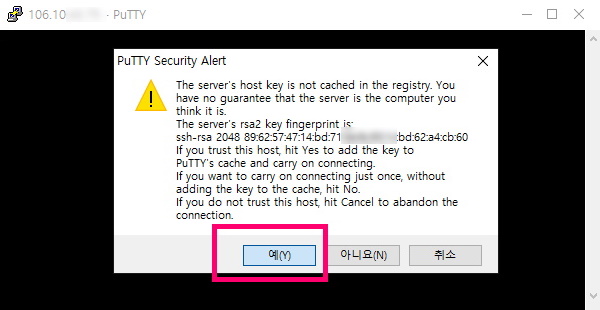 106.10 - PuTTY
PuTTY Security Alert
The server's host key is not cached in the registry. You
have no guarantee that the server is the computer you
think it is.
The server's rsa2 key fingerprint is:
ssh-rsa 2048 89:62:57:47:14:bd:71 bd:62:a4:cb:60
If you trust this host, hit Yes to add the key to
PuTTY's cache and carry on connecting.
If you want to carry on connecting just once, without
adding the key to the cache, hit No.
If you do not trust this host, hit Cancel to abandon the
connection.
예(Y) 아니요(N) 취소